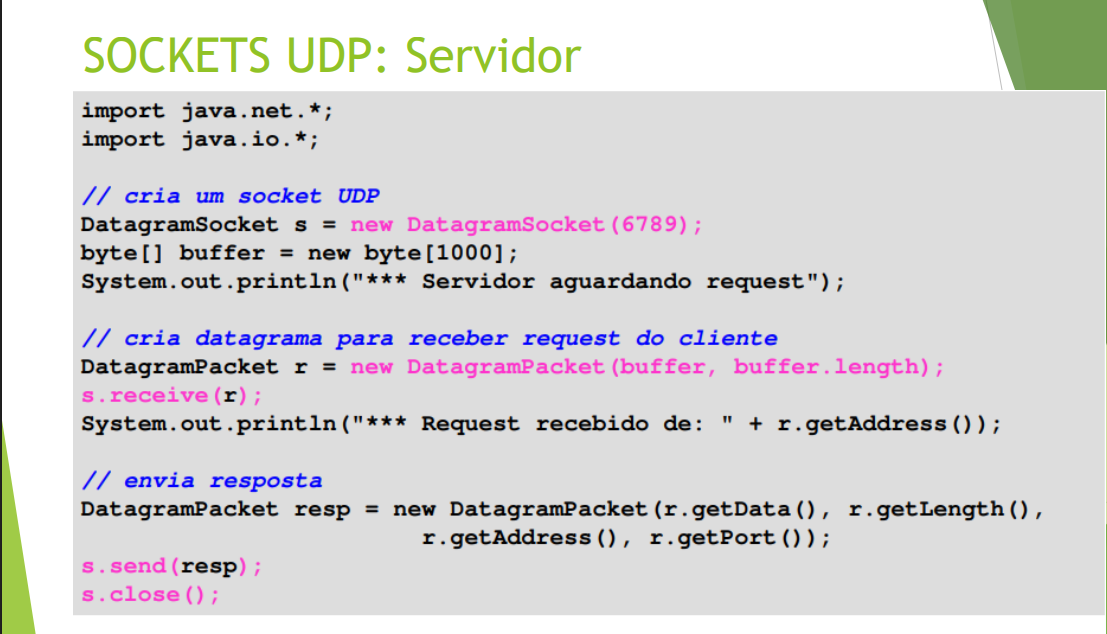 SOCKETS UDP: Servidor
import java.net.*;
import java.io.*;
// cria um socket UDP
DatagramSocket s = new DatagramSocket(6789);
byte[] buffer = new byte[1000];
System.out.println("*** Servidor aguardando request");
// cria datagrama para receber request do cliente
DatagramPacket r = new DatagramPacket(buffer, buffer.length);
s.receive(r);
System.out.println("*** Request recebido de: " + r.getAddress());
// envia resposta
DatagramPacket resp = new DatagramPacket(r.getData(), r.getLength(),
r.getAddress(), r.getPort());
s.send(resp);
s.close();